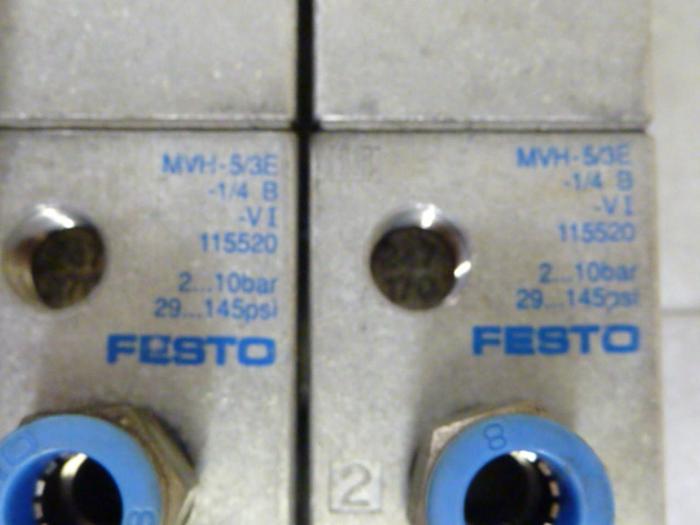 MVH-5/3E
-1/4 B
-VI
115520
2...10bar
29...145psi
FESTO
MVH-5/3E
-1/4 B
-VI
115520
2...10bar
29...145psi
FESTO
2
8
8